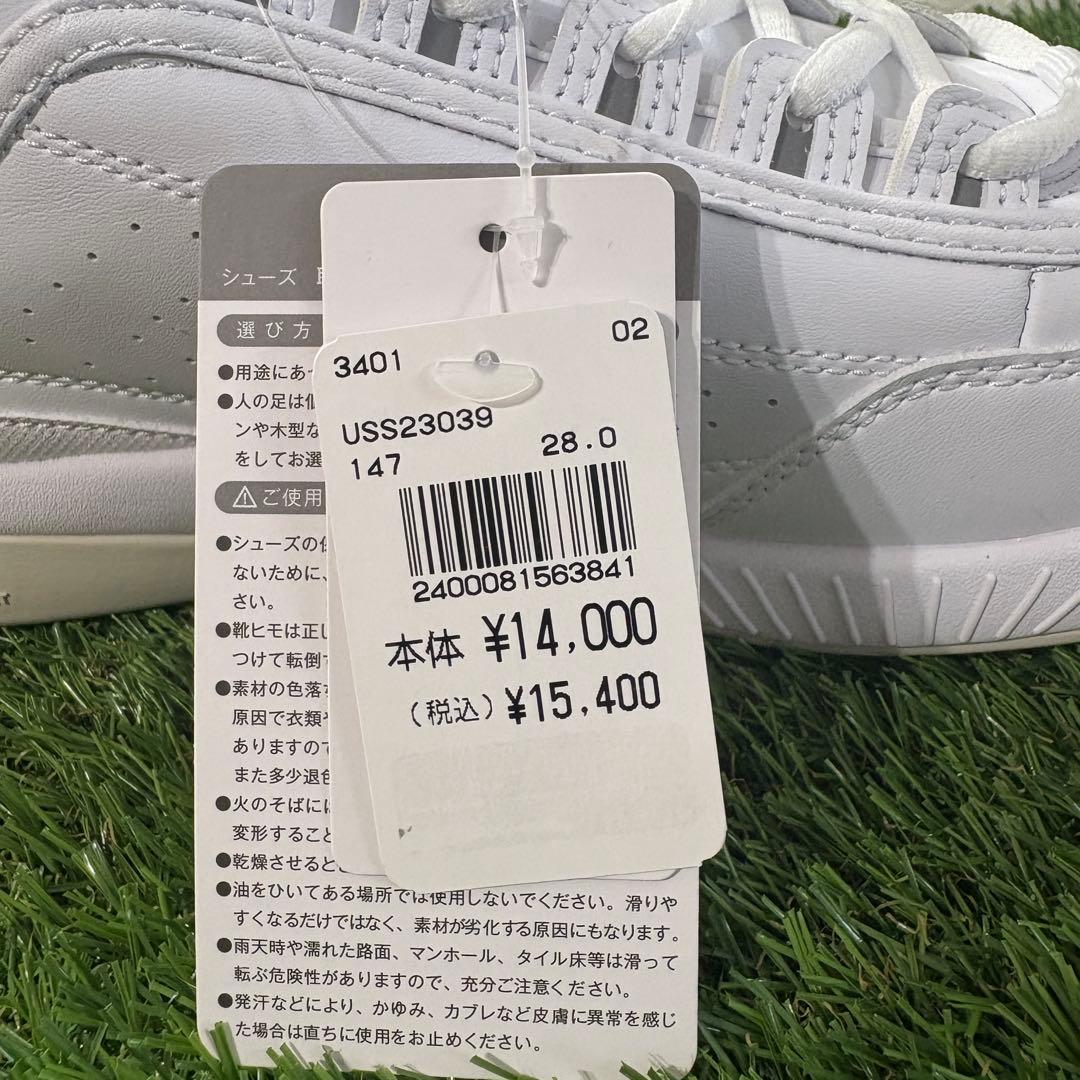 シューズ
選び方
●用途にあっ
●人の足は個
ンや木型な
をしてお選
⚠ご使用
●シューズの保
ないために、
さい。
●靴ヒモは正し
つけて転倒
●素材の色落
原因で衣類や
ありますので
また多少退色
●火のそばに
変形すること
●乾燥させると
●油をひいてある場所では使用しないでください。滑りや
すくなるだけではなく、素材が劣化する原因にもなります。
●雨天時や濡れた路面、マンホール、タイル床等は滑って
転ぶ危険性がありますので、充分ご注意ください。
●発汗などにより、かゆみ、カブレなど皮膚に異常を感じ
た場合は直ちに使用をお止めください。
3401 02
USS23039
147 28.0
2400081563841
本体 ¥14,000
(税込) ¥15,400